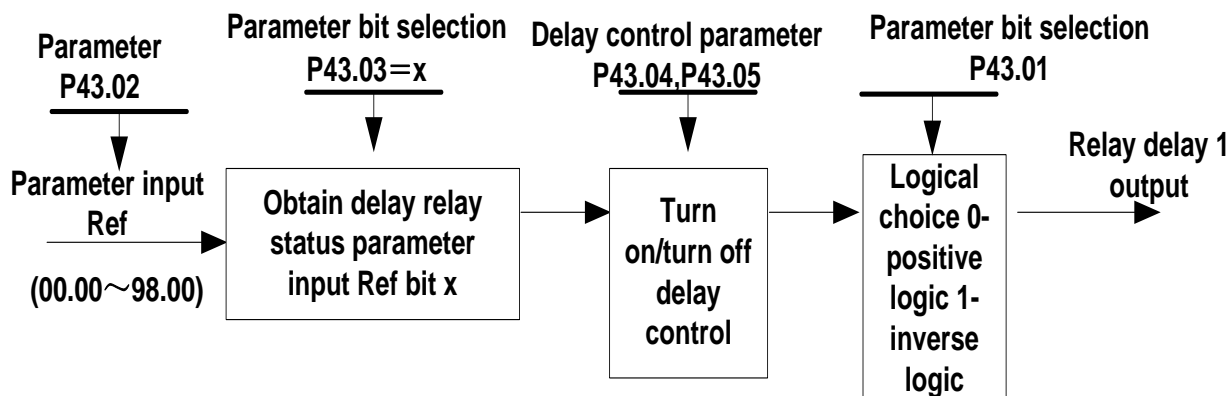 Parameter
P43.02
Parameter bit selection
P43.03=x
Delay control parameter
P43.04,P43.05
Parameter bit selection
P43.01
Parameter input
Ref
(00.00～98.00)
Obtain delay relay
status parameter
input Ref bit x
Turn
on/turn off
delay
control
Logical
choice 0-
positive
logic 1-
inverse
logic
Relay delay 1
output